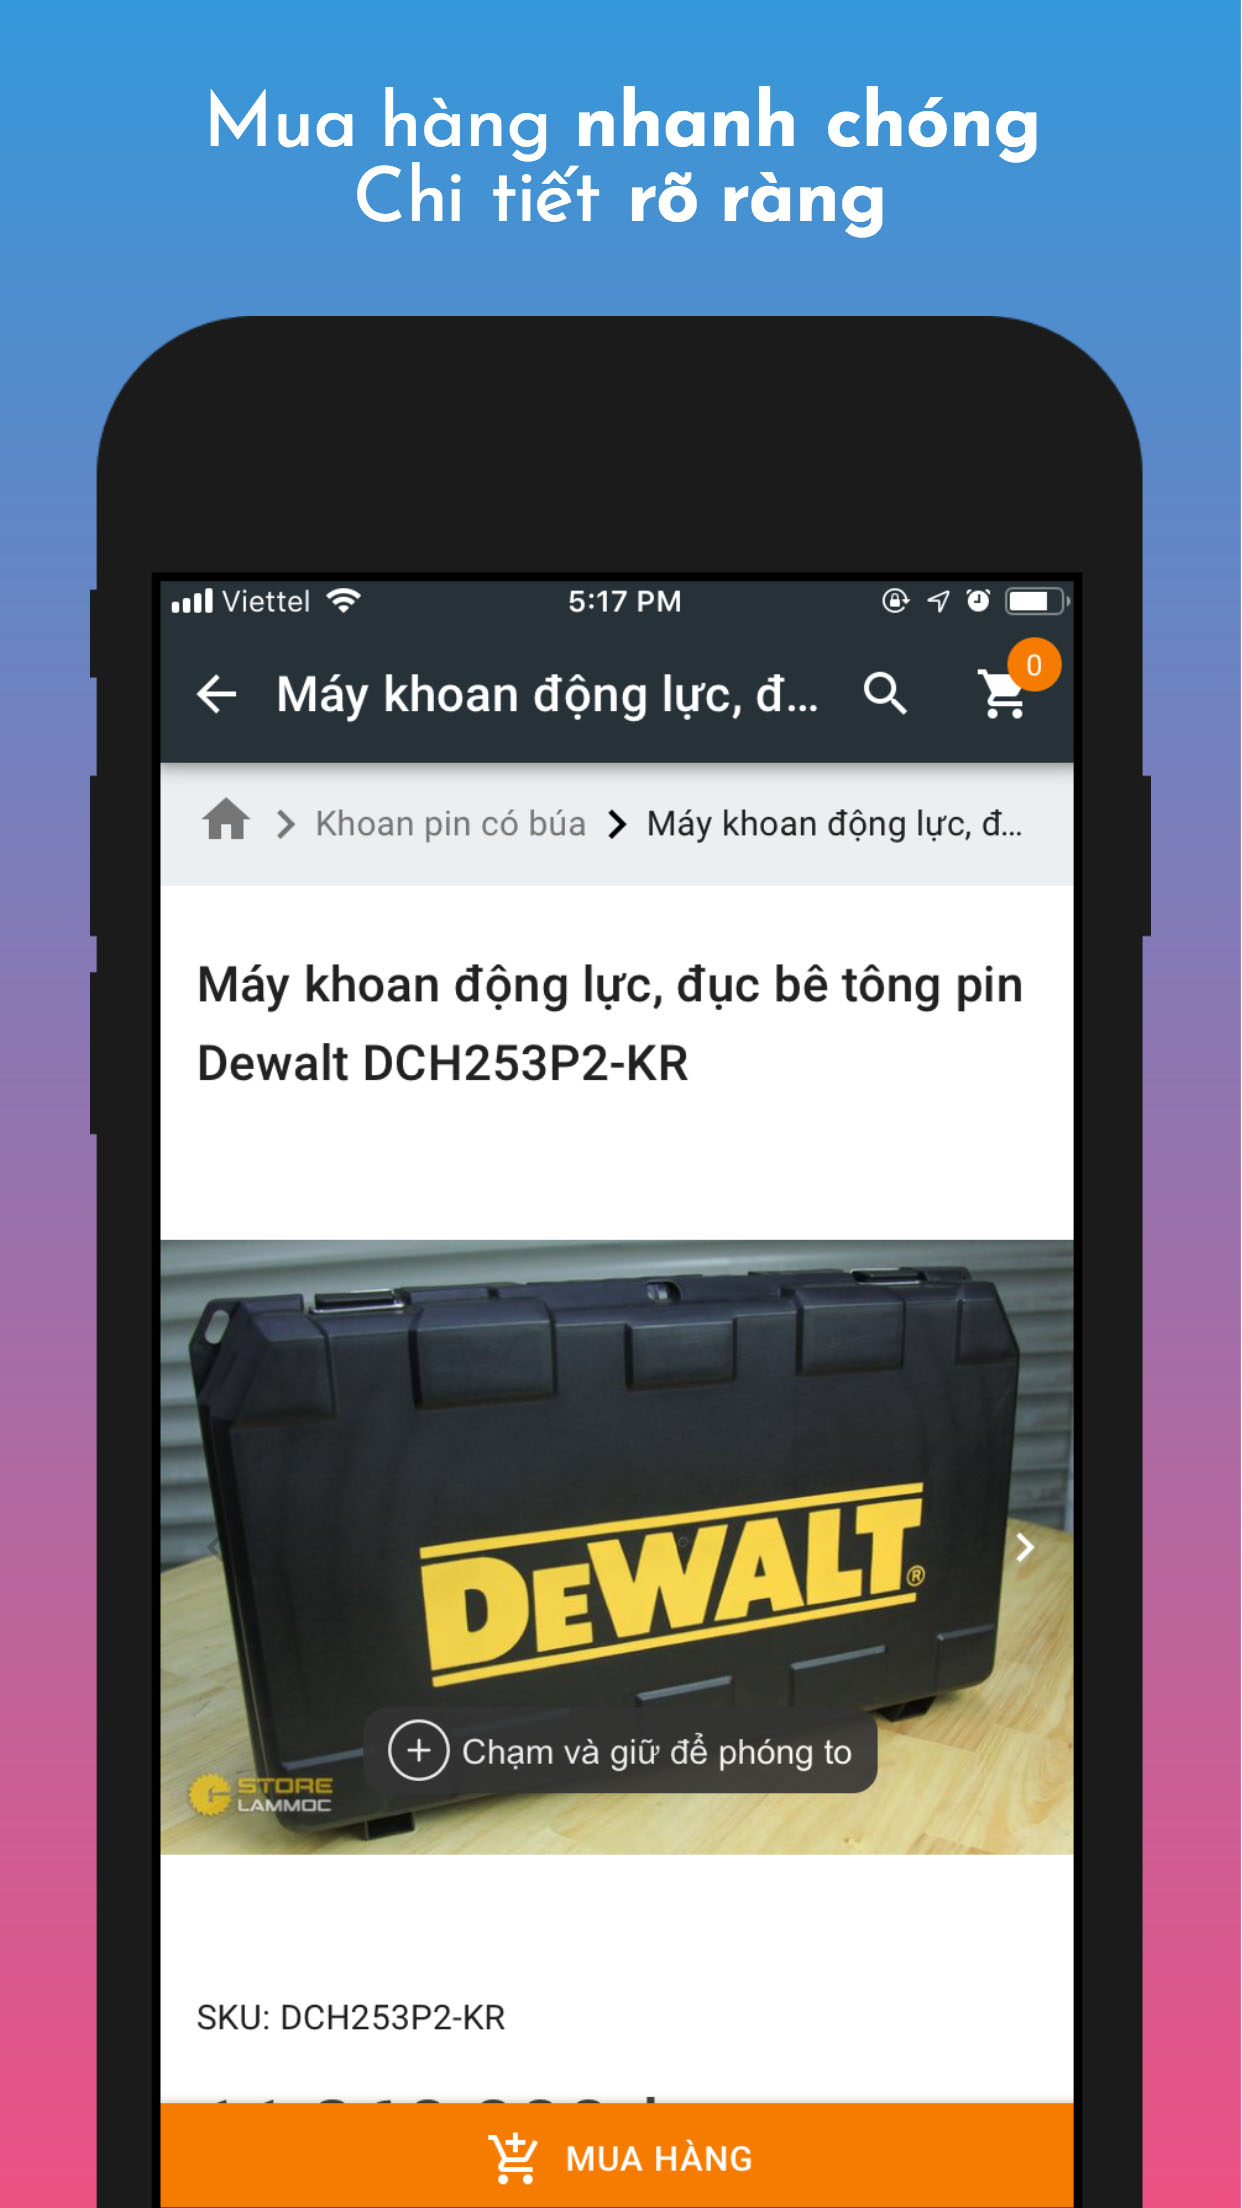 Mua hàng nhanh chóng
Chi tiết rõ ràng
Viettel
5:17 PM
Máy khoan động lực, đ...
0
Khoan pin có búa
Máy khoan động lực, đ...
Máy khoan động lực, đục bê tông pin
Dewalt DCH253P2-KR
DEWALT®
Chạm và giữ để phóng to
STORE
LAMMOC
SKU: DCH253P2-KR
MUA HÀNG